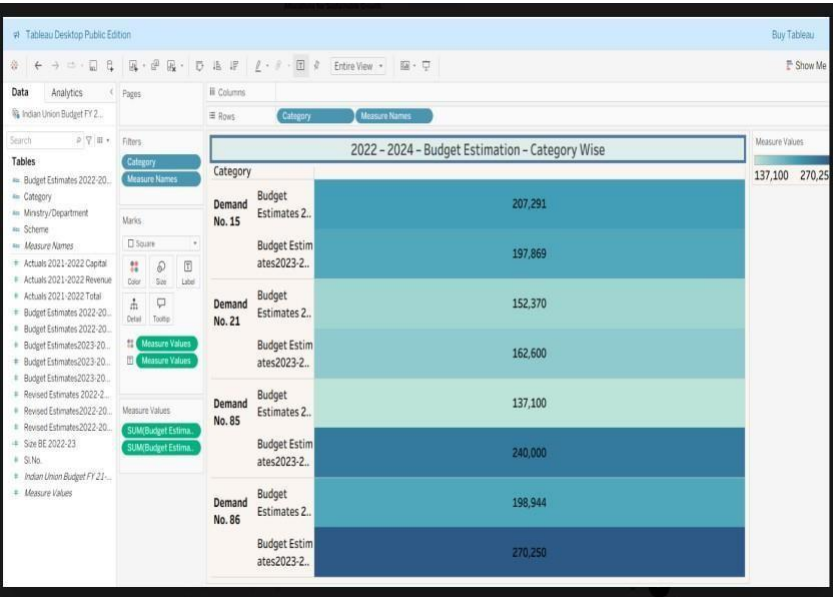 Tableau Desktop Public Edition
Buy Tableau
Entire View
Show Me
Data
Analytics
Pages
Columns
Indian Union Budget FY 2...
Rows
Category
Measure Names
Search
Filters
Category
Measure Names
Tables
Budget Estimates 2022-20...
Category
Ministry/Department
Scheme
Measure Names
Actuals 2021-2022 Capital
Actuals 2021-2022 Revenue
Actuals 2021-2022 Total
Budget Estimates 2022-20...
Budget Estimates 2022-20...
Budget Estimates2023-20...
Budget Estimates2023-20...
Budget Estimates2023-20...
Revised Estimates 2022-2...
Revised Estimates2022-20...
Revised Estimates2022-20...
Size BE 2022-23
Sl.No.
Indian Union Budget FY 21-...
Measure Values
Marks
Square
Color
Size
Label
Detail
Tooltip
Measure Values
Measure Values
Measure Values
SUM(Budget Estima..
SUM(Budget Estima..
2022 – 2024 – Budget Estimation – Category Wise
Category
Demand
No. 15
Budget
Estimates 2..
207,291
Budget Estim
ates2023-2..
197,869
Demand
No. 21
Budget
Estimates 2..
152,370
Budget Estim
ates2023-2..
162,600
Demand
No. 85
Budget
Estimates 2..
137,100
Budget Estim
ates2023-2..
240,000
Demand
No. 86
Budget
Estimates 2..
198,944
Budget Estim
ates2023-2..
270,250
Measure Values
137,100 270,25